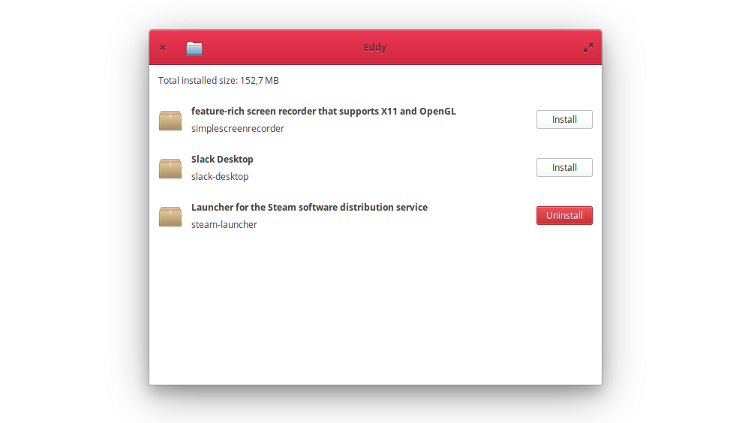 Eddy
Total installed size: 152,7 MB
feature-rich screen recorder that supports X11 and OpenGL
simplescreenrecorder
Install
Slack Desktop
slack-desktop
Install
Launcher for the Steam software distribution service
steam-launcher
Uninstall